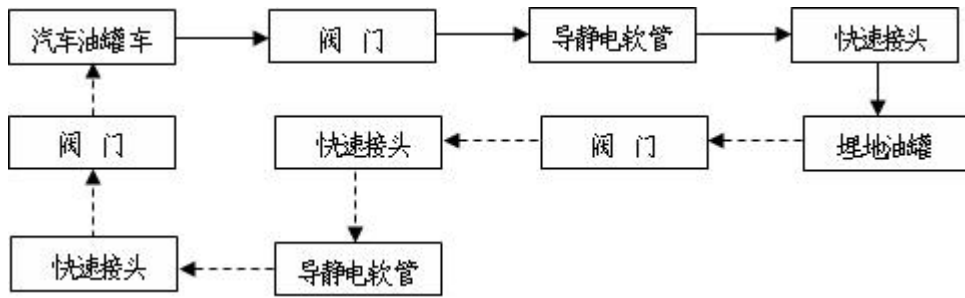 汽车油罐车
阀 门
导静电软管
快速接头
阀 门
快速接头
阀 门
埋地油罐
快速接头
导静电软管